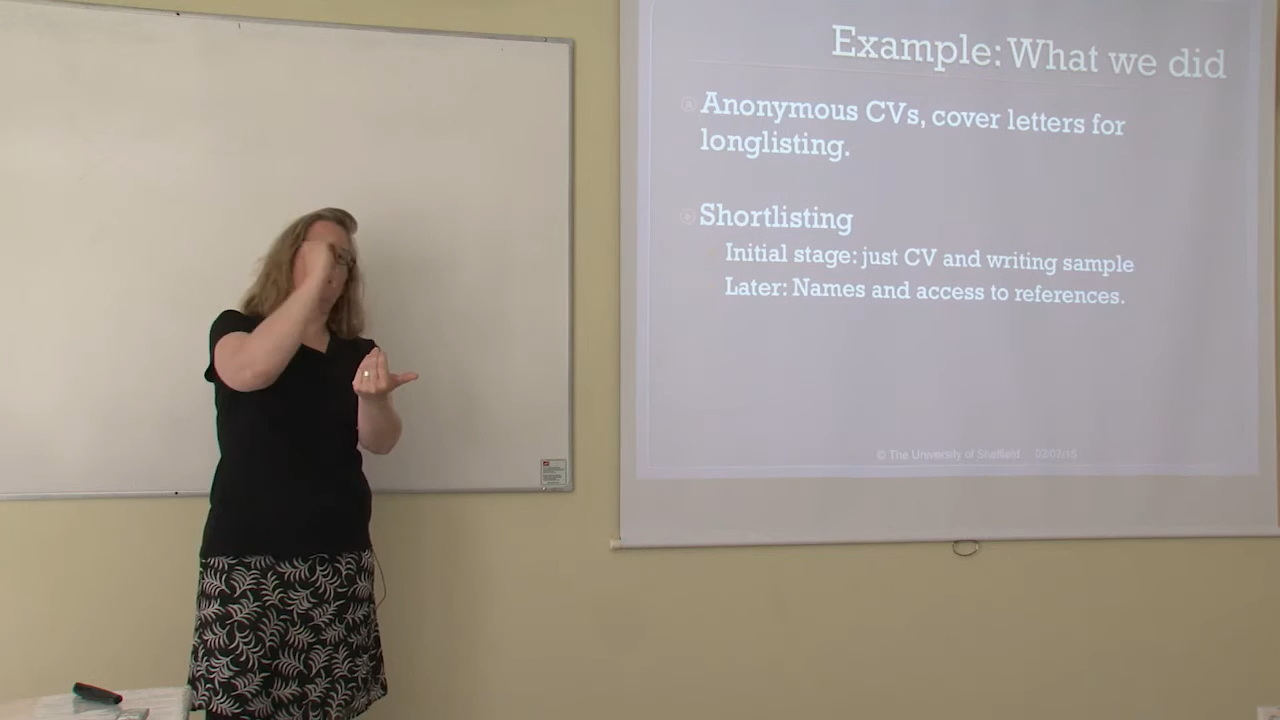 Example: What we did
Anonymous CVs, cover letters for
longlisting.
Shortlisting
Initial stage: just CV and writing sample
Later: Names and access to references.
© The University of Sheffield